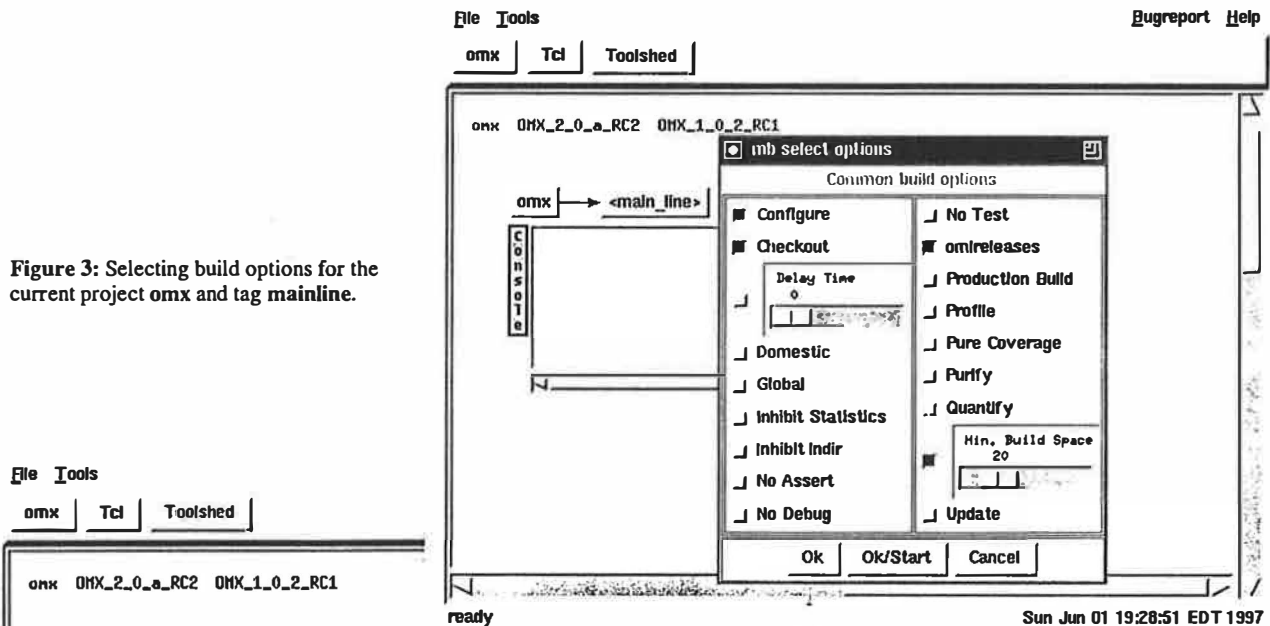 File Tools Bugreport Help
omx Tcl Toolshed
omx OMX_2_0_a_RC2 OMX_1_0_2_RC1
mb select options
Common build options
omx <main_line>
Console
Configure
Checkout
Delay Time
0
Domestic
Global
Inhibit Statistics
Inhibit Indir
No Assert
No Debug
No Test
omireleases
Production Build
Profile
Pure Coverage
Purify
Quantify
Min. Build Space
20
Update
Ok Ok/Start Cancel
ready Sun Jun 01 19:28:51 EDT 1997
Figure 3: Selecting build options for the
current project omx and tag mainline.
File Tools
omx Tcl Toolshed
omx OMX_2_0_a_RC2 OMX_1_0_2_RC1